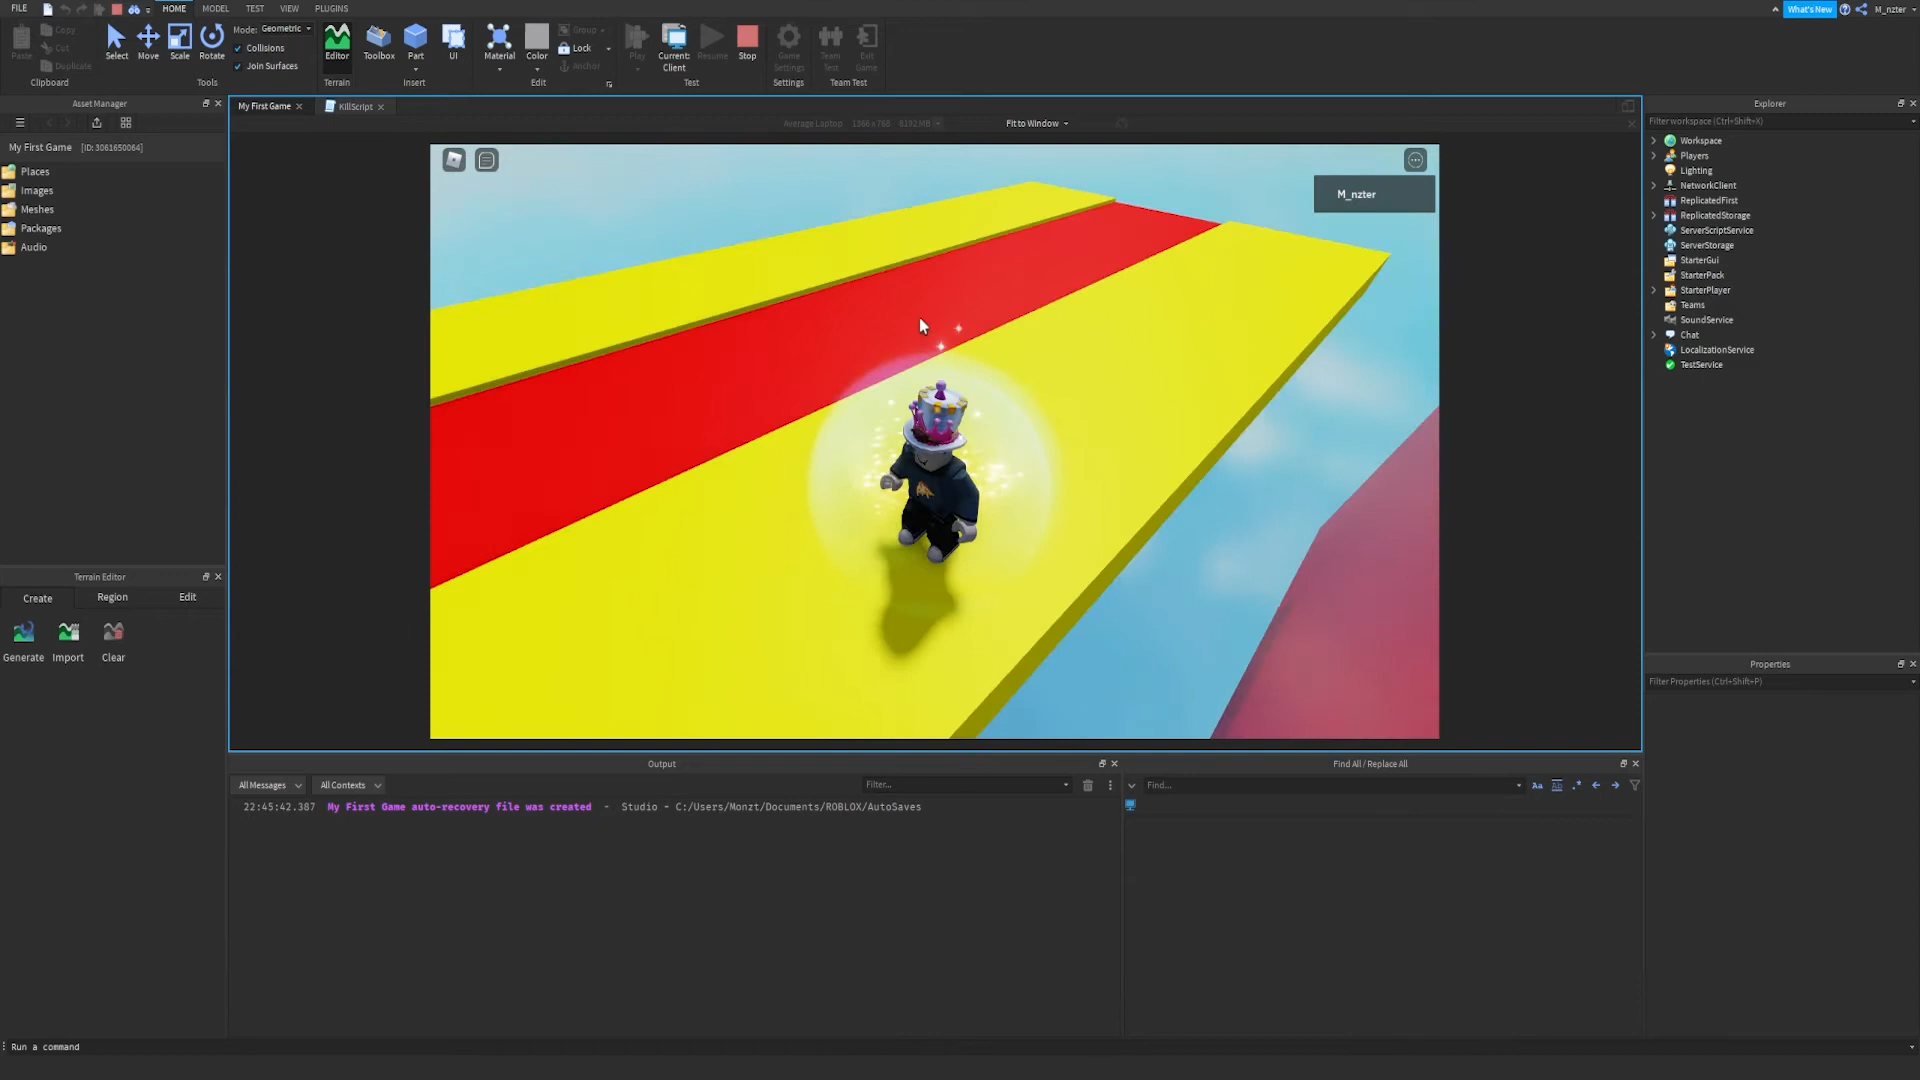 FILE HOME MODEL TEST VIEW PLUGINS What's New M_nzter
Paste Copy Cut Duplicate Clipboard
Select Move Scale Rotate Mode: Geometric Collisions Join Surfaces Tools
Editor Terrain
Toolbox Part UI Insert
Material Color Group Lock Anchor Edit
Play Current: Client Resume Stop Test
Game Settings Settings
Team Test Exit Game Team Test
Asset Manager
My First Game [ID: 3061650064]
Places
Images
Meshes
Packages
Audio
Terrain Editor
Create Region Edit
Generate Import Clear
My First Game KillScript
Average Laptop 1366 x 768 8192 MB Fit to Window
M_nzter
Output
All Messages All Contexts Filter...
22:45:42.387 My First Game auto-recovery file was created - Studio - C:/Users/Monzt/Documents/ROBLOX/AutoSaves
Find All / Replace All
Find... Aa Ab
Explorer
Filter workspace (Ctrl+Shift+X)
Workspace
Players
Lighting
NetworkClient
ReplicatedFirst
ReplicatedStorage
ServerScriptService
ServerStorage
StarterGui
StarterPack
StarterPlayer
Teams
SoundService
Chat
LocalizationService
TestService
Properties
Filter Properties (Ctrl+Shift+P)
Run a command